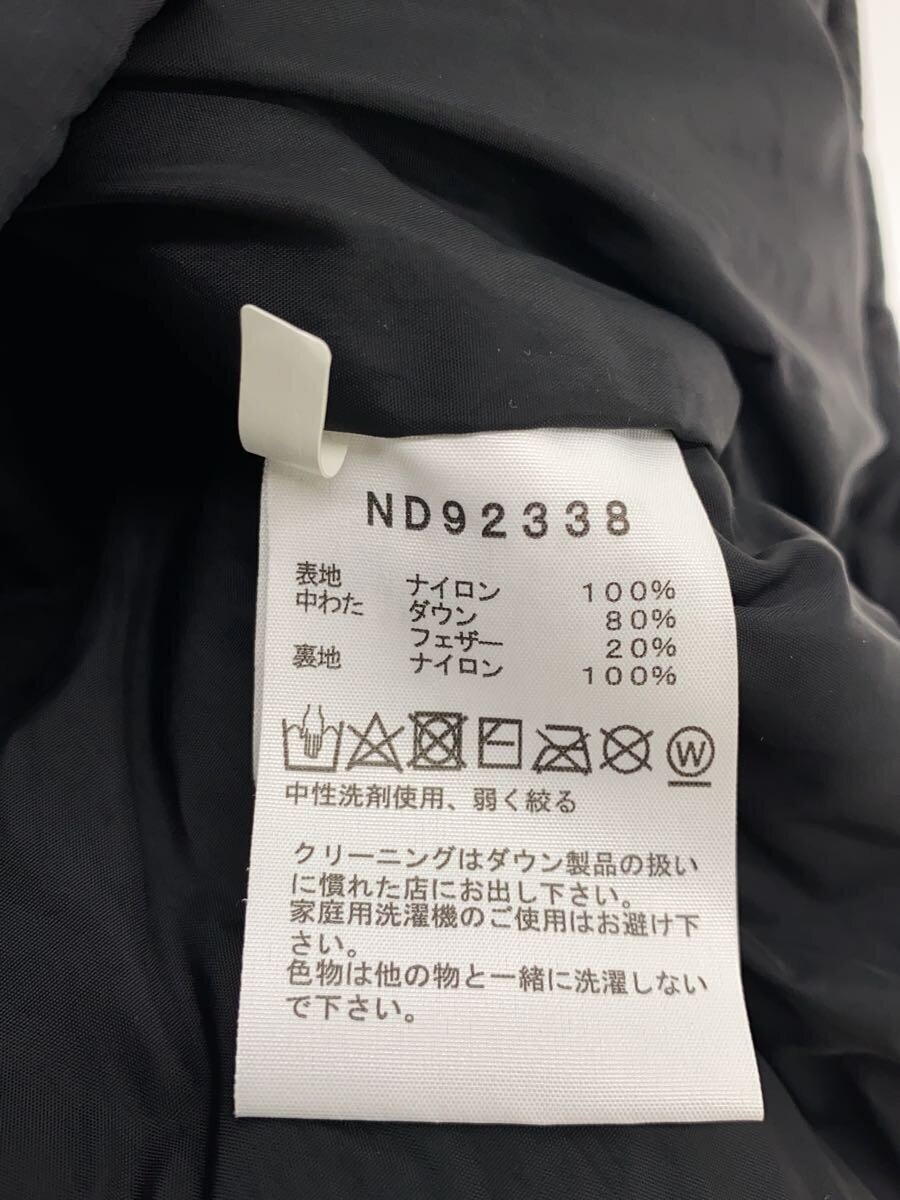 ND92338
表地 ナイロン 100%
中わた ダウン 80%
フェザー 20%
裏地 ナイロン 100%
W
中性洗剤使用、弱く絞る
クリーニングはダウン製品の扱い
に慣れた店にお出し下さい。
家庭用洗濯機のご使用はお避け下
さい。
色物は他の物と一緒に洗濯しない
で下さい。